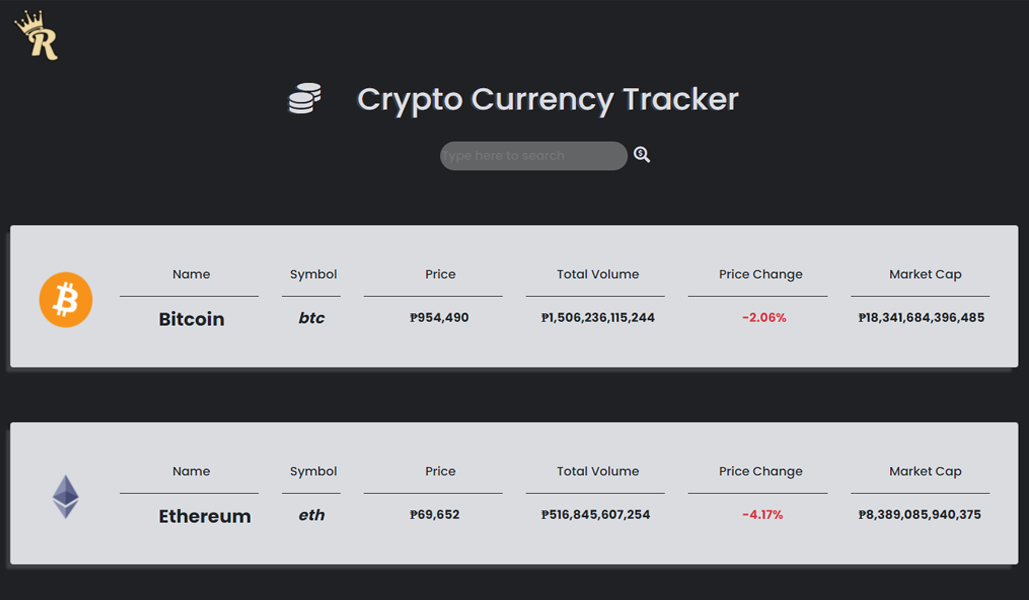 R
Crypto Currency Tracker
Type here to search
Name Symbol Price Total Volume Price Change Market Cap
Bitcoin btc ₱954,490 ₱1,506,236,115,244 -2.06% ₱18,341,684,396,485
Name Symbol Price Total Volume Price Change Market Cap
Ethereum eth ₱69,652 ₱516,845,607,254 -4.17% ₱8,389,085,940,375